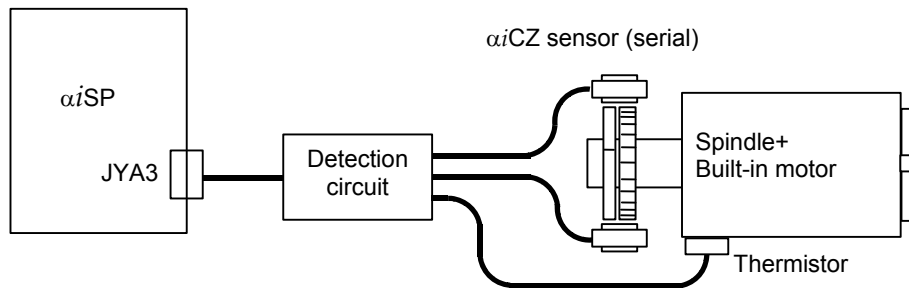 αiCZ sensor (serial)
αiSP
JYA3
Detection
circuit
Spindle+
Built-in motor
Thermistor